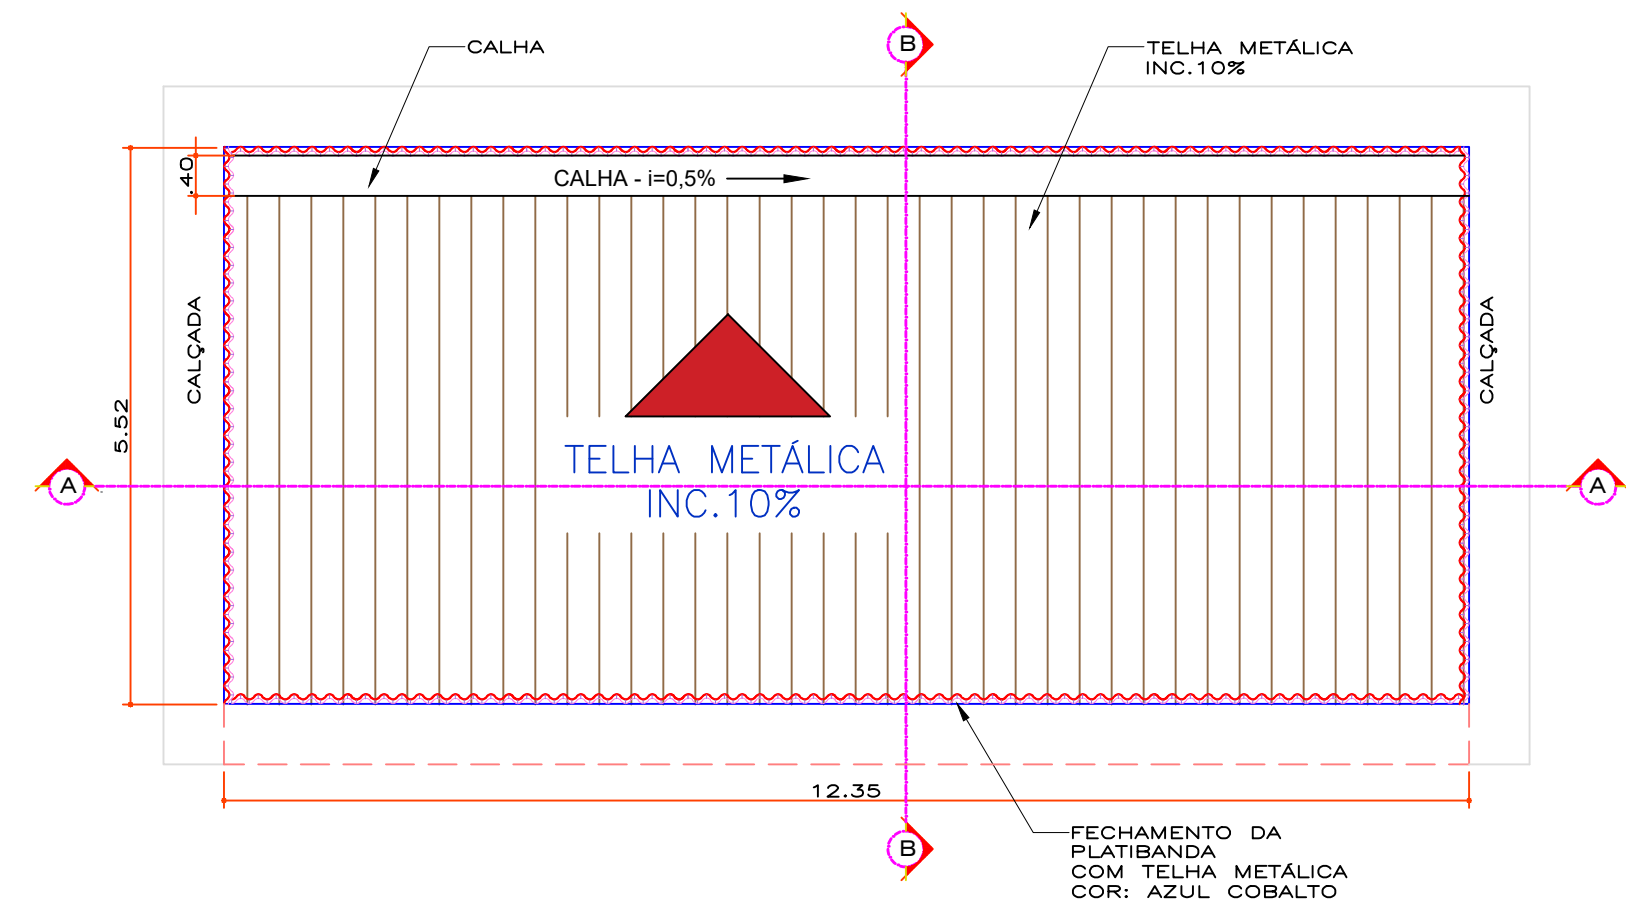 CALHA
B
TELHA METÁLICA
INC.10%
.40
CALHA - i=0,5%
CALÇADA
CALÇADA
5.52
TELHA METÁLICA
INC.10%
A
A
12.35
B
FECHAMENTO DA
PLATIBANDA
COM TELHA METÁLICA
COR: AZUL COBALTO